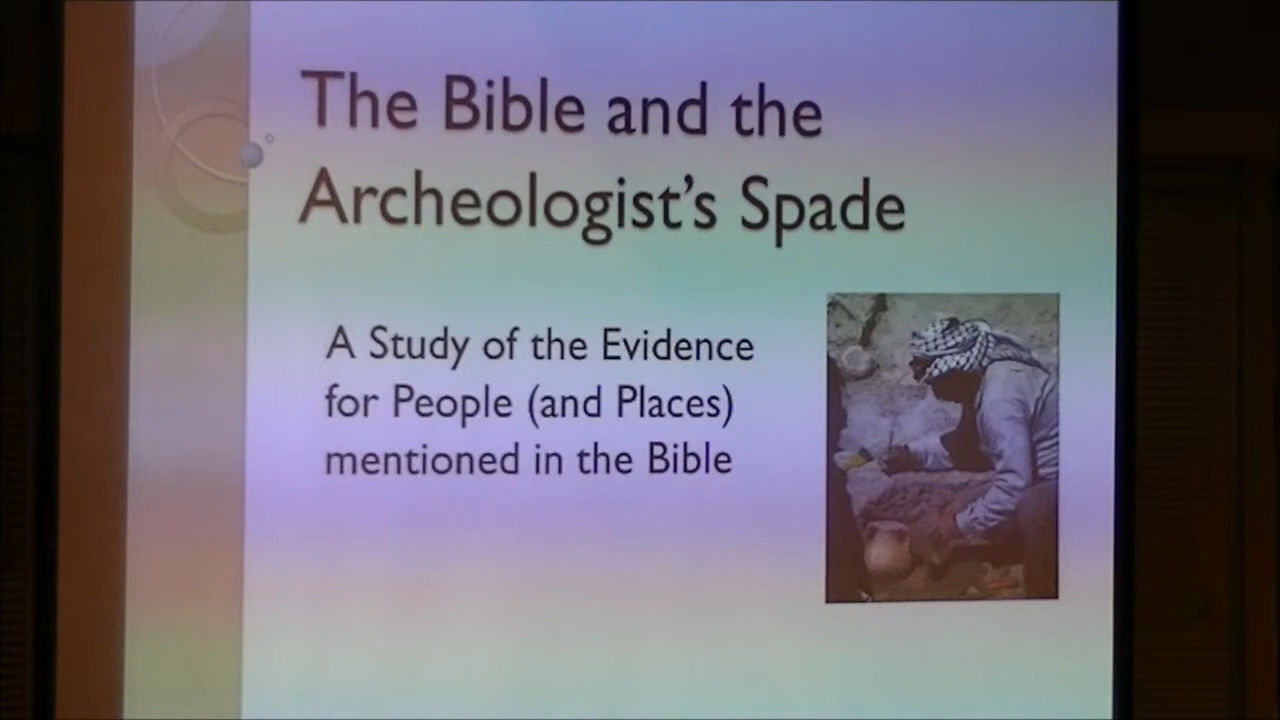 The Bible and the
Archeologist's Spade
A Study of the Evidence
for People (and Places)
mentioned in the Bible